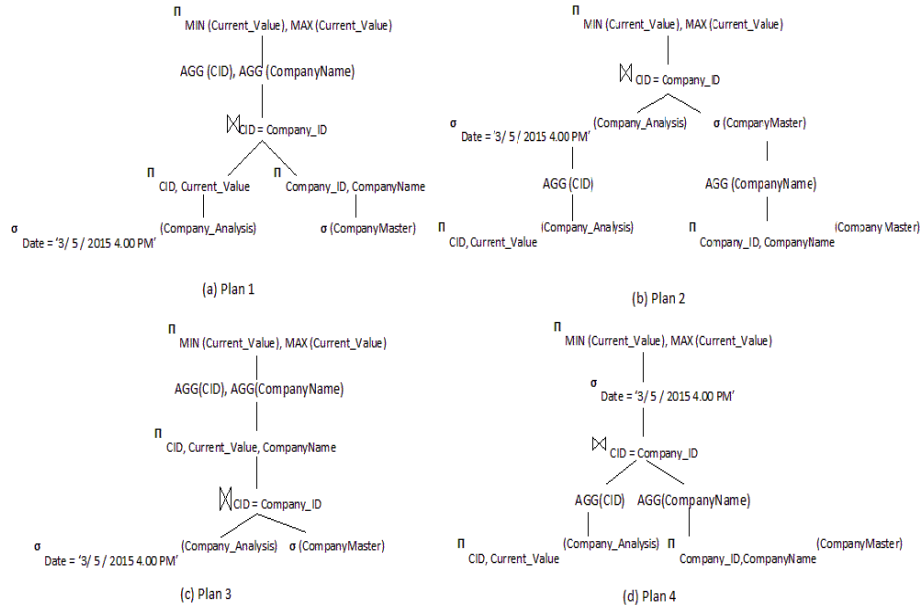 Π
MIN (Current_Value), MAX (Current_Value)
AGG (CID), AGG (CompanyName)
⋈ CID = Company_ID
Π Π
CID, Current_Value Company_ID, CompanyName
σ (Company_Analysis) σ (CompanyMaster)
Date = '3/ 5 / 2015 4.00 PM'
(a) Plan 1
Π
MIN (Current_Value), MAX (Current_Value)
⋈ CID = Company_ID
σ (Company_Analysis) σ (CompanyMaster)
Date = '3/ 5 / 2015 4.00 PM'
AGG (CID) AGG (CompanyName)
Π (Company_Analysis) Π (Company Master)
CID, Current_Value Company_ID, CompanyName
(b) Plan 2
Π
MIN (Current_Value), MAX (Current_Value)
AGG(CID), AGG(CompanyName)
Π
CID, Current_Value, CompanyName
⋈ CID = Company_ID
σ (Company_Analysis) σ (CompanyMaster)
Date = '3/ 5 / 2015 4.00 PM'
(c) Plan 3
Π
MIN (Current_Value), MAX (Current_Value)
σ
Date = '3/ 5 / 2015 4.00 PM'
⋈ CID = Company_ID
AGG(CID) AGG(CompanyName)
Π (Company_Analysis) Π (CompanyMaster)
CID, Current_Value Company_ID,CompanyName
(d) Plan 4